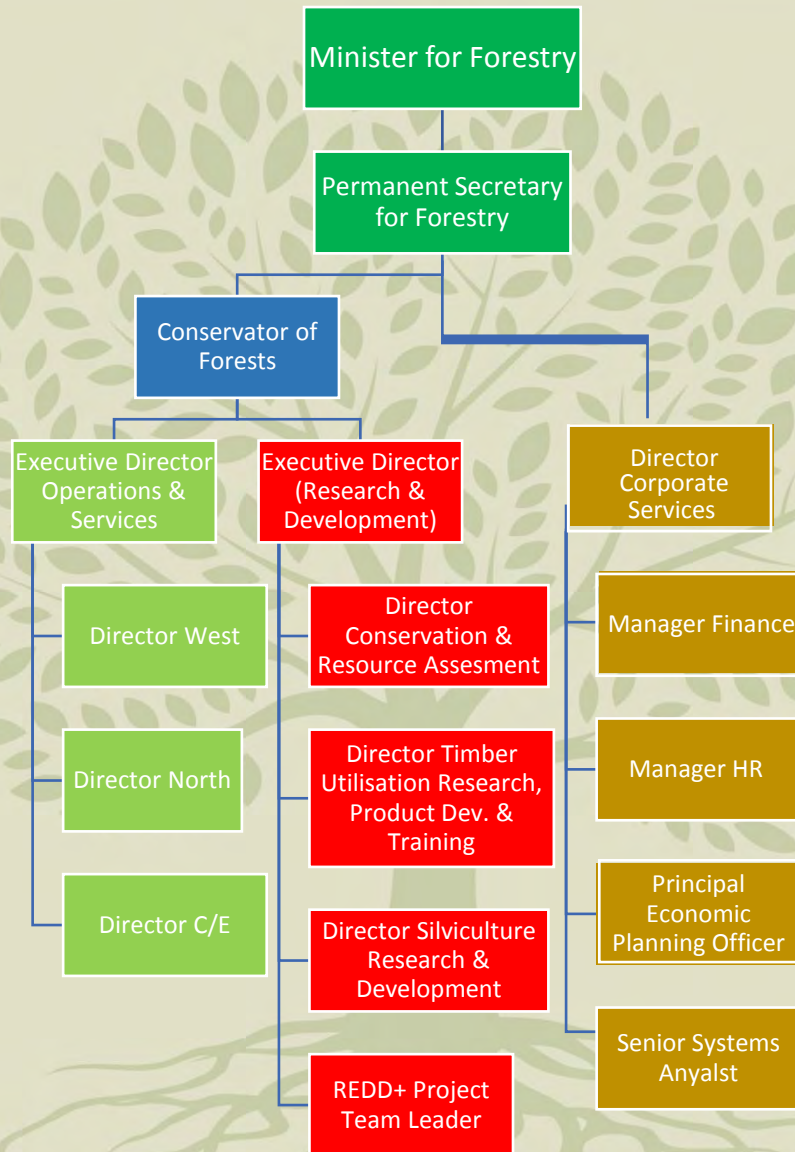 Minister for Forestry
Permanent Secretary
for Forestry
Conservator of
Forests
Executive Director
Operations &
Services
Executive Director
(Research &
Development)
Director
Corporate
Services
Director West
Director
Conservation &
Resource Assesment
Manager Finance
Director North
Director Timber
Utilisation Research,
Product Dev. &
Training
Manager HR
Director C/E
Director Silviculture
Research &
Development
Principal
Economic
Planning Officer
REDD+ Project
Team Leader
Senior Systems
Anyalst